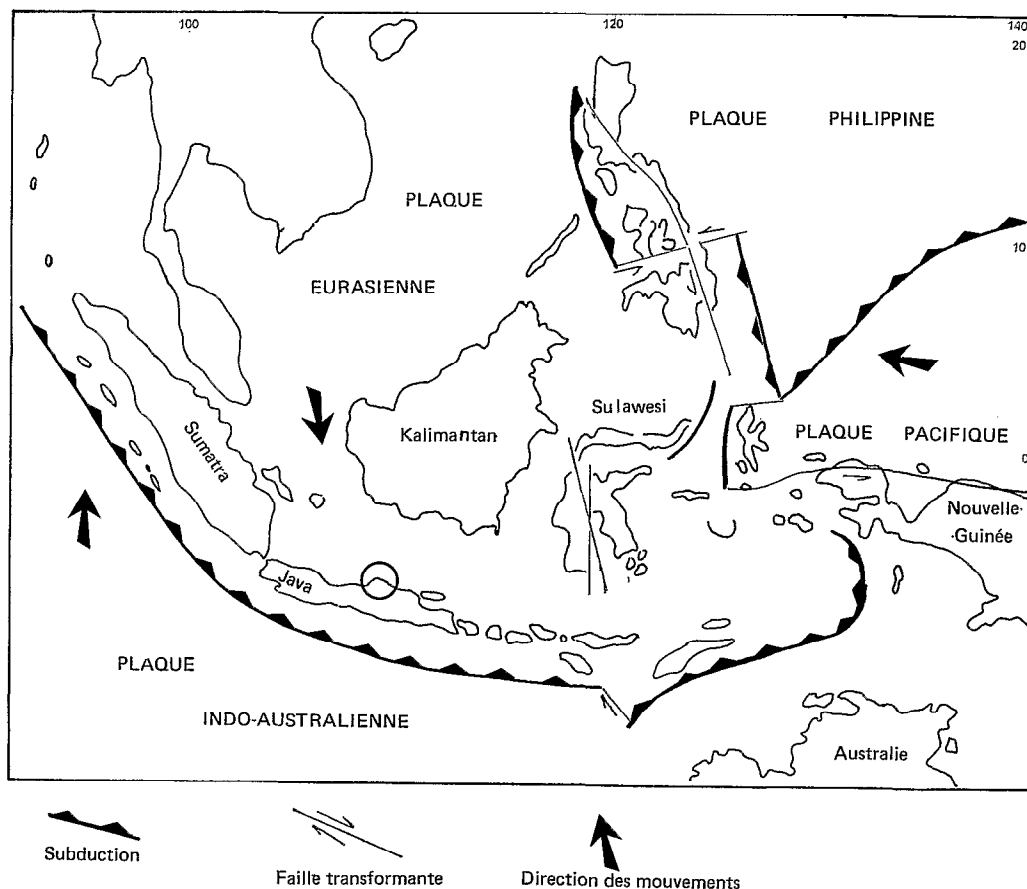 100
120
140
20
PLAQUE PHILIPPINE
PLAQUE
10
EURASIENNE
Sulawesi
Sumatra
Kalimantan
PLAQUE PACIFIQUE
0
Nouvelle-
Guinée
Java
PLAQUE
INDO-AUSTRALIENNE
Australie
Subduction
Faille transformante
Direction des mouvements